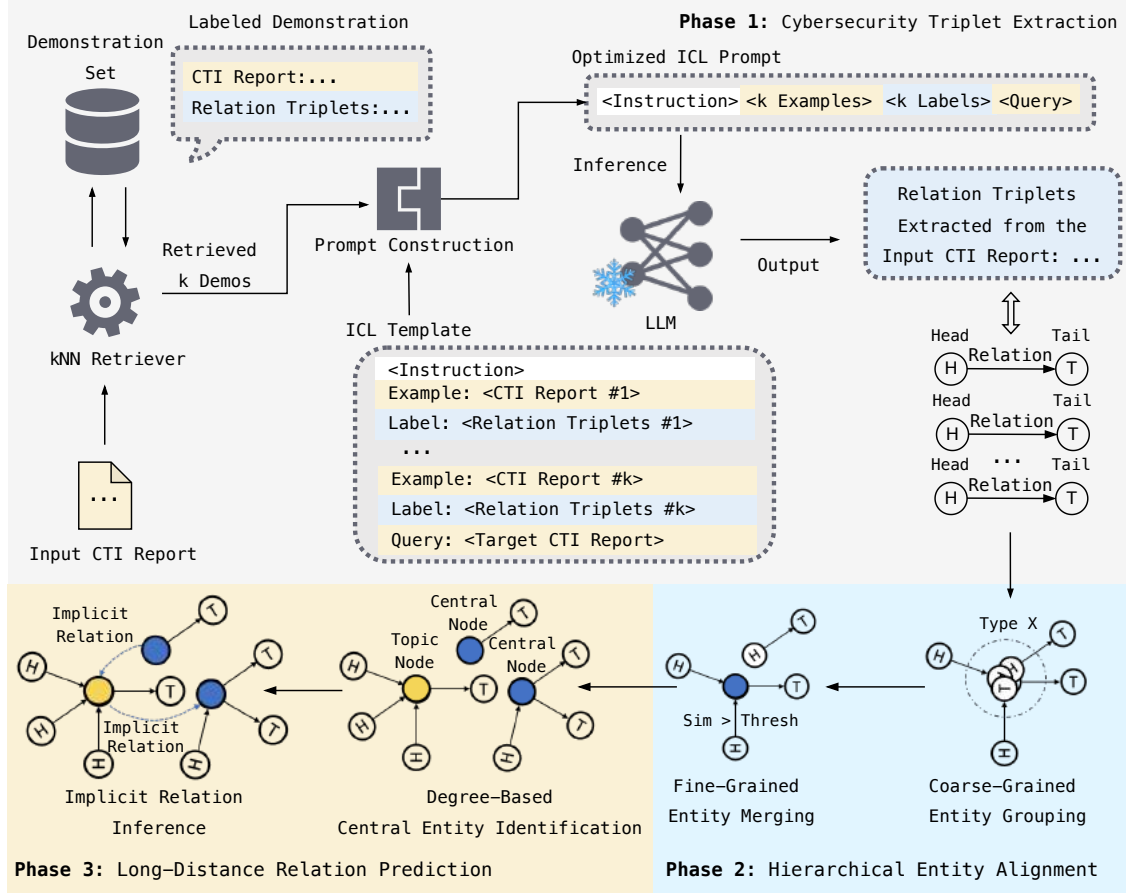 Labeled Demonstration
Phase 1: Cybersecurity Triplet Extraction
Demonstration
Set
CTI Report:...
Relation Triplets:...
Optimized ICL Prompt
<Instruction> <k Examples> <k Labels> <Query>
Inference
Relation Triplets
Extracted from the
Input CTI Report: ...
Retrieved
k Demos
Prompt Construction
Output
LLM
kNN Retriever
ICL Template
<Instruction>
Example: <CTI Report #1>
Label: <Relation Triplets #1>
...
Example: <CTI Report #k>
Label: <Relation Triplets #k>
Query: <Target CTI Report>
...
Input CTI Report
Head Tail
Relation
H T
Head Tail
Relation
H T
Head ... Tail
Relation
H T
Implicit
Relation
T
H
T
T
Implicit
Relation
H
T
H
H
Implicit Relation
Inference
Central
Node
T
Topic
Node
Central
Node
H
T
T
H
T
H
H
Degree–Based
Central Entity Identification
T
H
H
T
Sim > Thresh
H
Fine–Grained
Entity Merging
Type X
T
H
H
T
T
H
Coarse–Grained
Entity Grouping
Phase 3: Long–Distance Relation Prediction
Phase 2: Hierarchical Entity Alignment